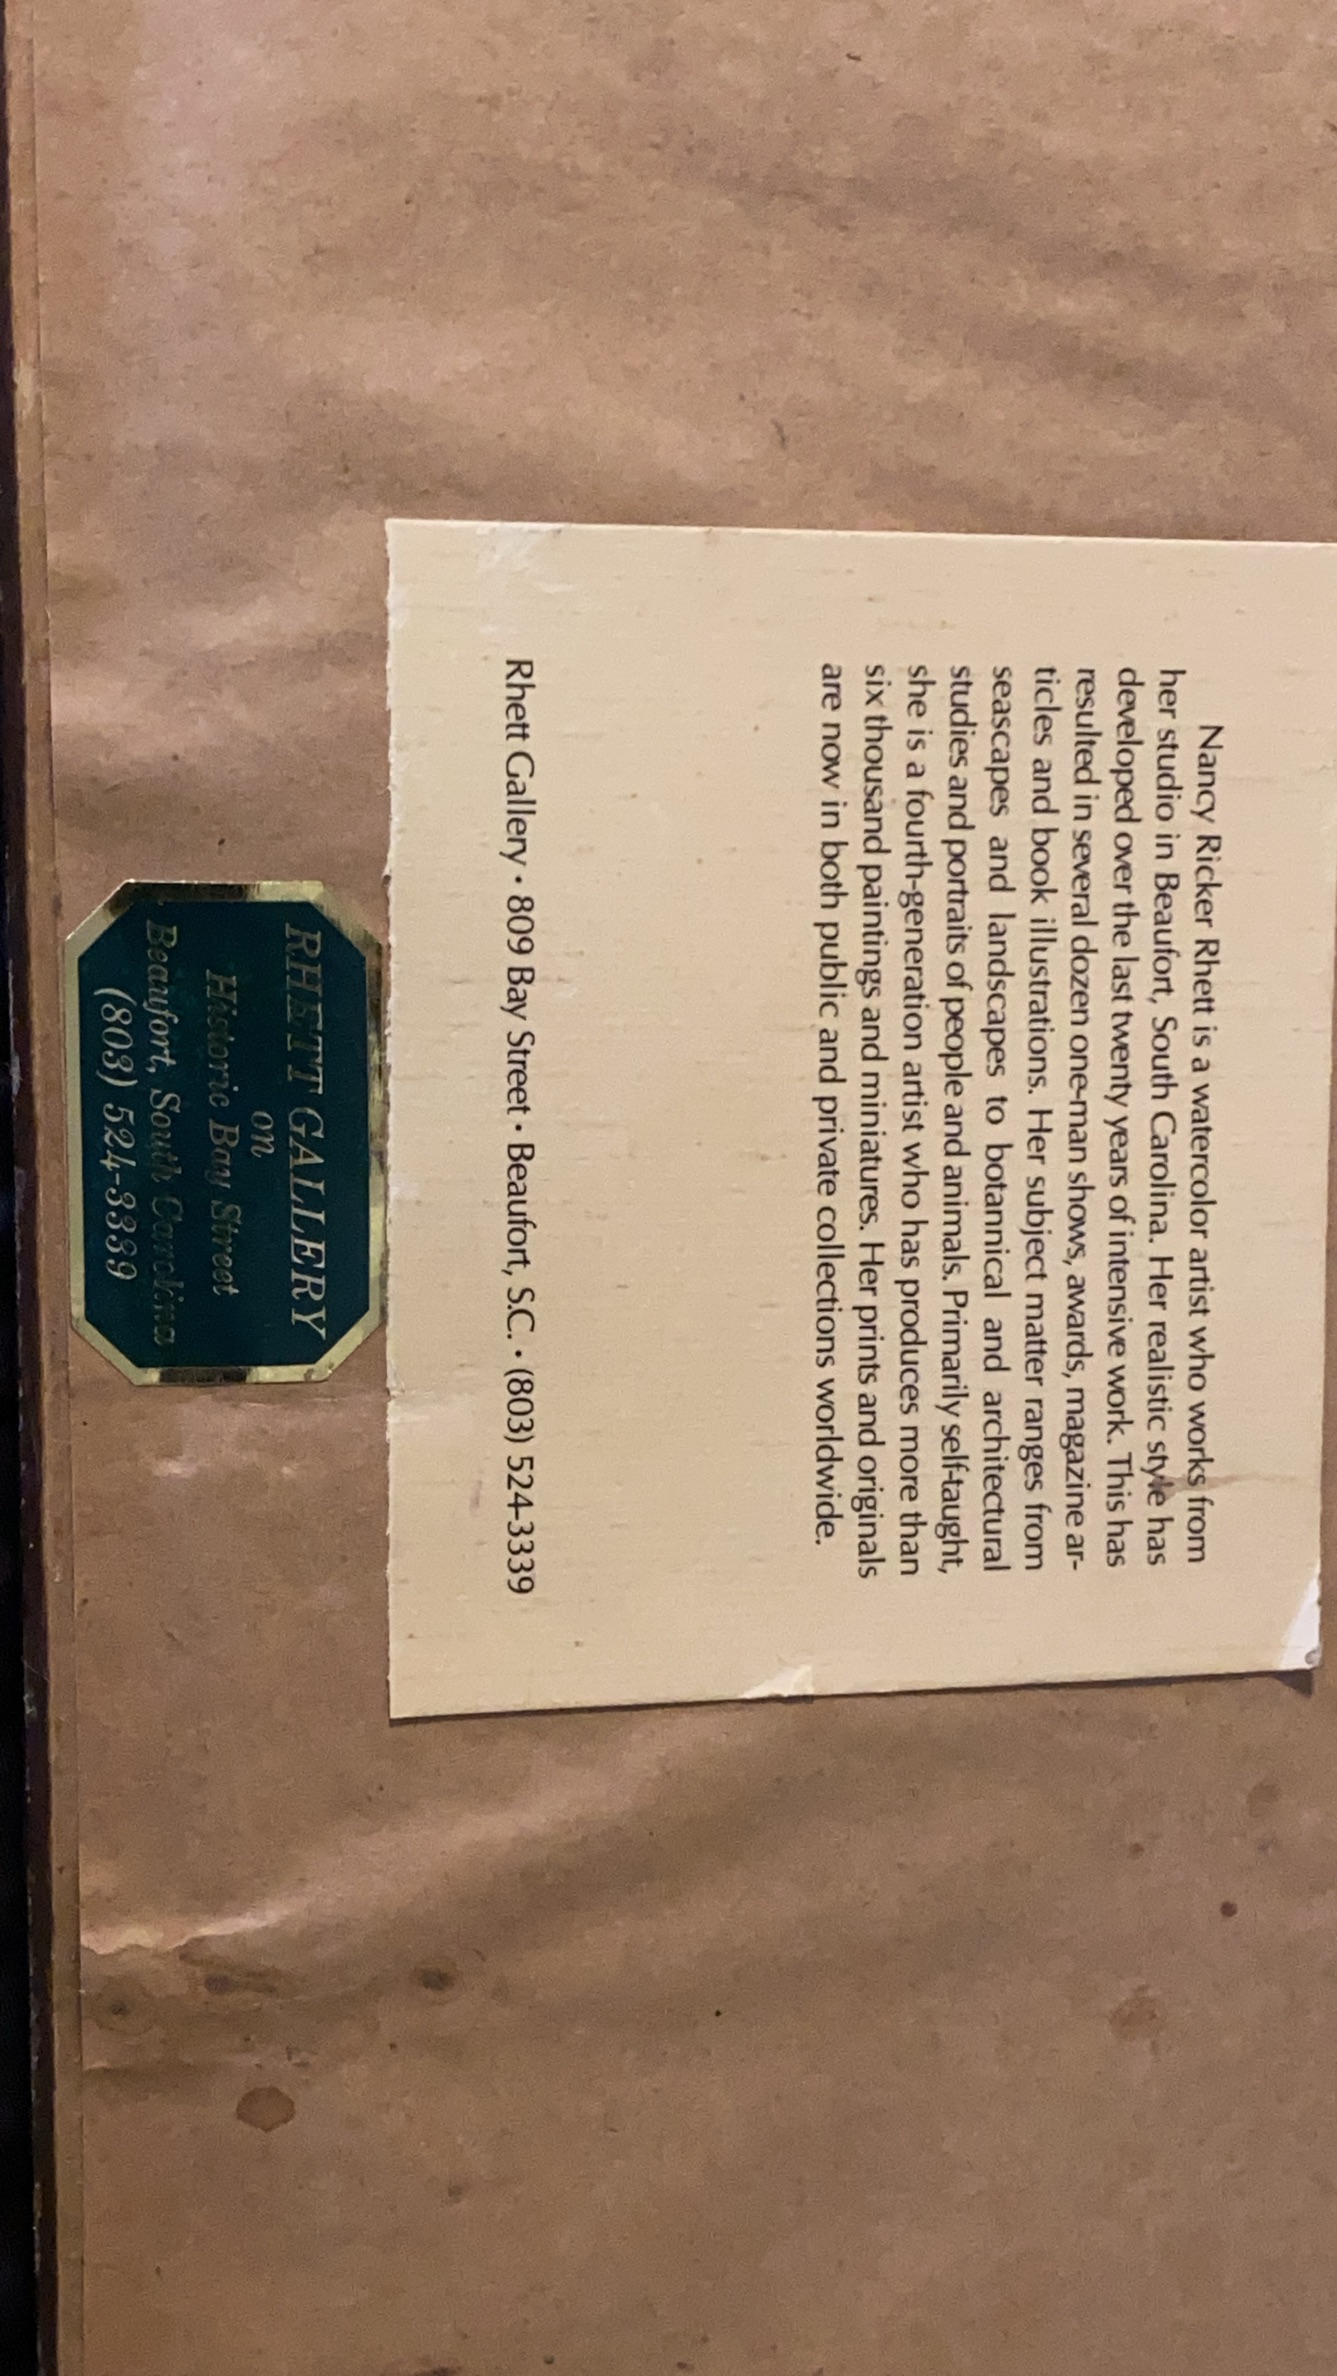 Nancy Ricker Rhett is a watercolor artist who works from
her studio in Beaufort, South Carolina. Her realistic style has
developed over the last twenty years of intensive work. This has
resulted in several dozen one-man shows, awards, magazine ar-
ticles and book illustrations. Her subject matter ranges from
seascapes and landscapes to botannical and architectural
studies and portraits of people and animals. Primarily self-taught,
she is a fourth-generation artist who has produces more than
six thousand paintings and miniatures. Her prints and originals
are now in both public and private collections worldwide.
Rhett Gallery • 809 Bay Street • Beaufort, S.C. • (803) 524-3339
RHETT GALLERY
on
Historic Bay Street
Beaufort, South Carolina
(803) 524-3339